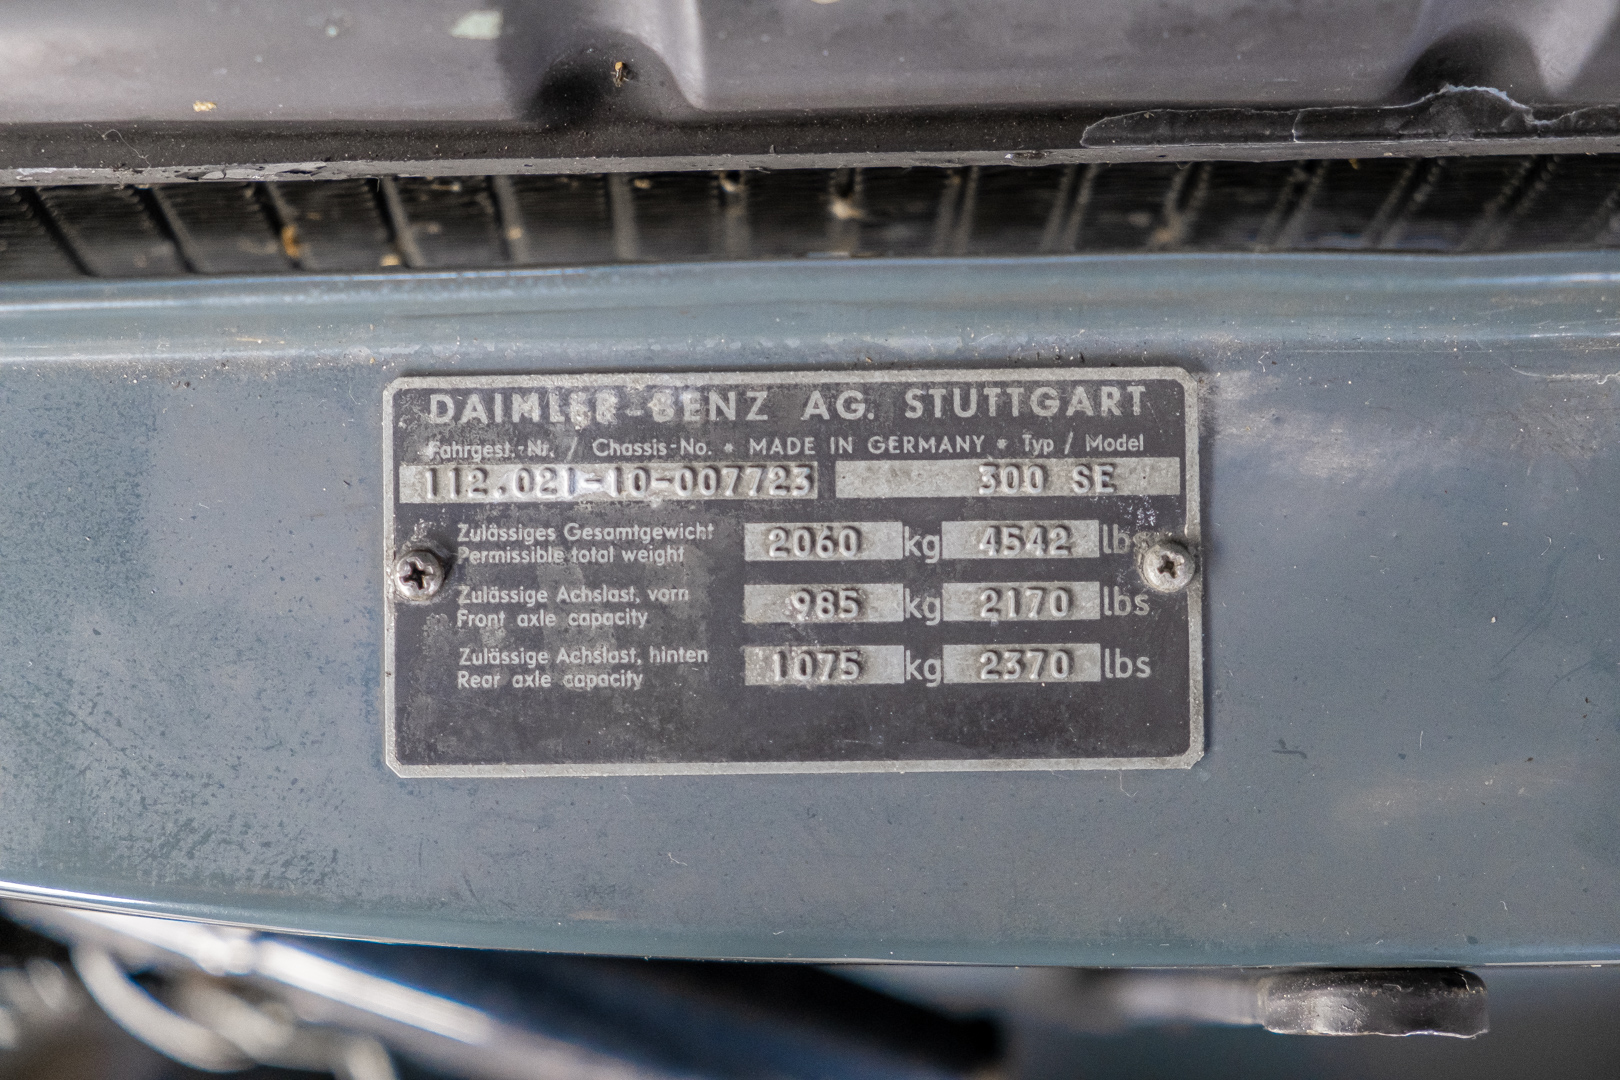 DAIMLER-BENZ AG. STUTTGART
Fahrgest.-Nr. / Chassis-No. * MADE IN GERMANY * Typ / Model
112.021-10-007723 300 SE
Zulässiges Gesamtgewicht
Permissible total weight 2060 kg 4542 lbs
Zulässige Achslast, vorn
Front axle capacity 985 kg 2170 lbs
Zulässige Achslast, hinten
Rear axle capacity 1075 kg 2370 lbs